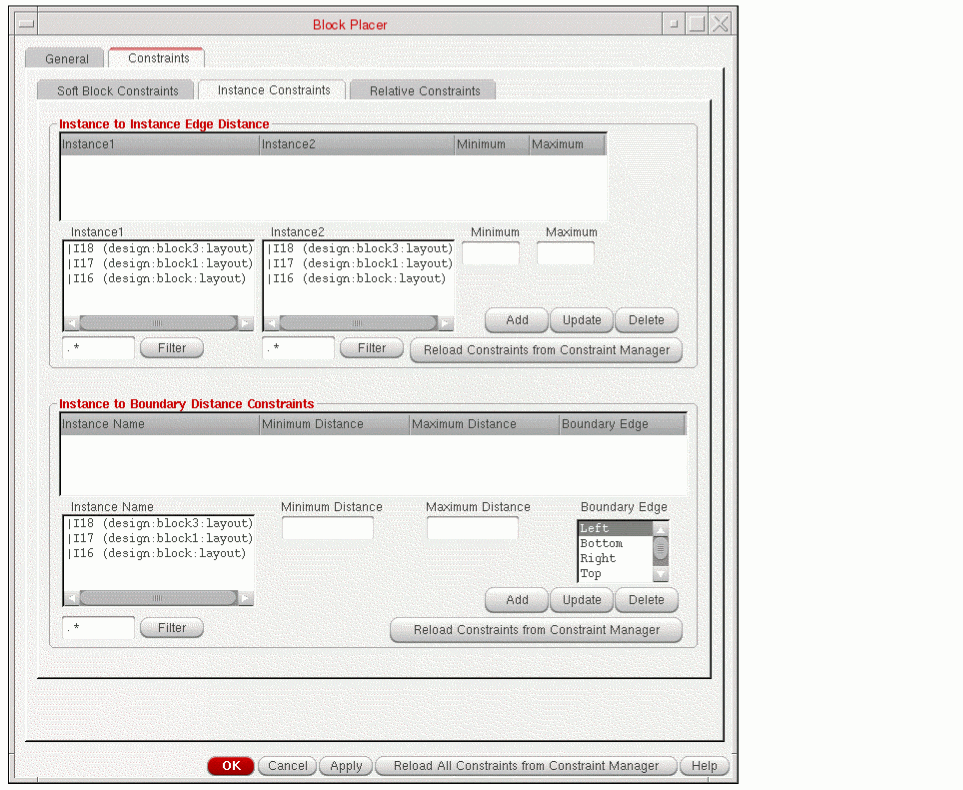 Block Placer
General Constraints
Soft Block Constraints Instance Constraints Relative Constraints
Instance to Instance Edge Distance
Instance1 Instance2 Minimum Maximum
Instance1 Instance2 Minimum Maximum
|I18 (design:block3:layout) |I18 (design:block3:layout)
|I17 (design:block1:layout) |I17 (design:block1:layout)
|I16 (design:block:layout) |I16 (design:block:layout)
Add Update Delete
.* Filter .* Filter Reload Constraints from Constraint Manager
Instance to Boundary Distance Constraints
Instance Name Minimum Distance Maximum Distance Boundary Edge
Instance Name Minimum Distance Maximum Distance Boundary Edge
|I18 (design:block3:layout) Left
|I17 (design:block1:layout) Bottom
|I16 (design:block:layout) Right
Top
Add Update Delete
.* Filter Reload Constraints from Constraint Manager
OK Cancel Apply Reload All Constraints from Constraint Manager Help